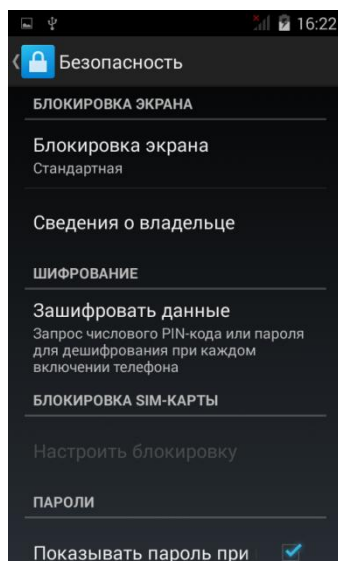 16:22
Безопасность
БЛОКИРОВКА ЭКРАНА
Блокировка экрана
Стандартная
Сведения о владельце
ШИФРОВАНИЕ
Зашифровать данные
Запрос числового PIN-кода или пароля
для дешифрования при каждом
включении телефона
БЛОКИРОВКА SIM-КАРТЫ
Настроить блокировку
ПАРОЛИ
Показывать пароль при